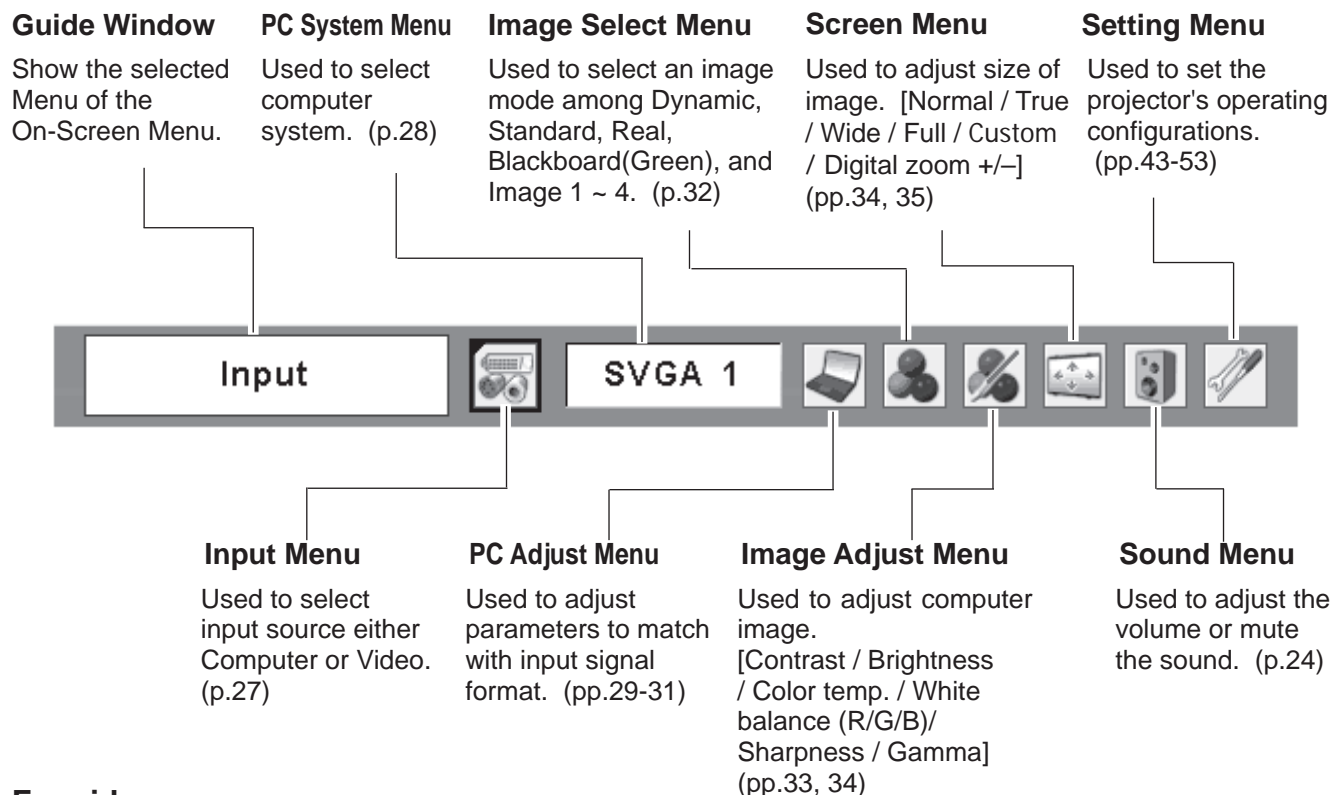 Guide Window
Show the selected
Menu of the
On-Screen Menu.
PC System Menu
Used to select
computer
system. (p.28)
Image Select Menu
Used to select an image
mode among Dynamic,
Standard, Real,
Blackboard(Green), and
Image 1 ~ 4. (p.32)
Screen Menu
Used to adjust size of
image. [Normal / True
/ Wide / Full / Custom
/ Digital zoom +/–]
(pp.34, 35)
Setting Menu
Used to set the
projector's operating
configurations.
(pp.43-53)
Input
SVGA 1
Input Menu
Used to select
input source either
Computer or Video.
(p.27)
PC Adjust Menu
Used to adjust
parameters to match
with input signal
format. (pp.29-31)
Image Adjust Menu
Used to adjust computer
image.
[Contrast / Brightness
/ Color temp. / White
balance (R/G/B)/
Sharpness / Gamma]
(pp.33, 34)
Sound Menu
Used to adjust the
volume or mute
the sound. (p.24)